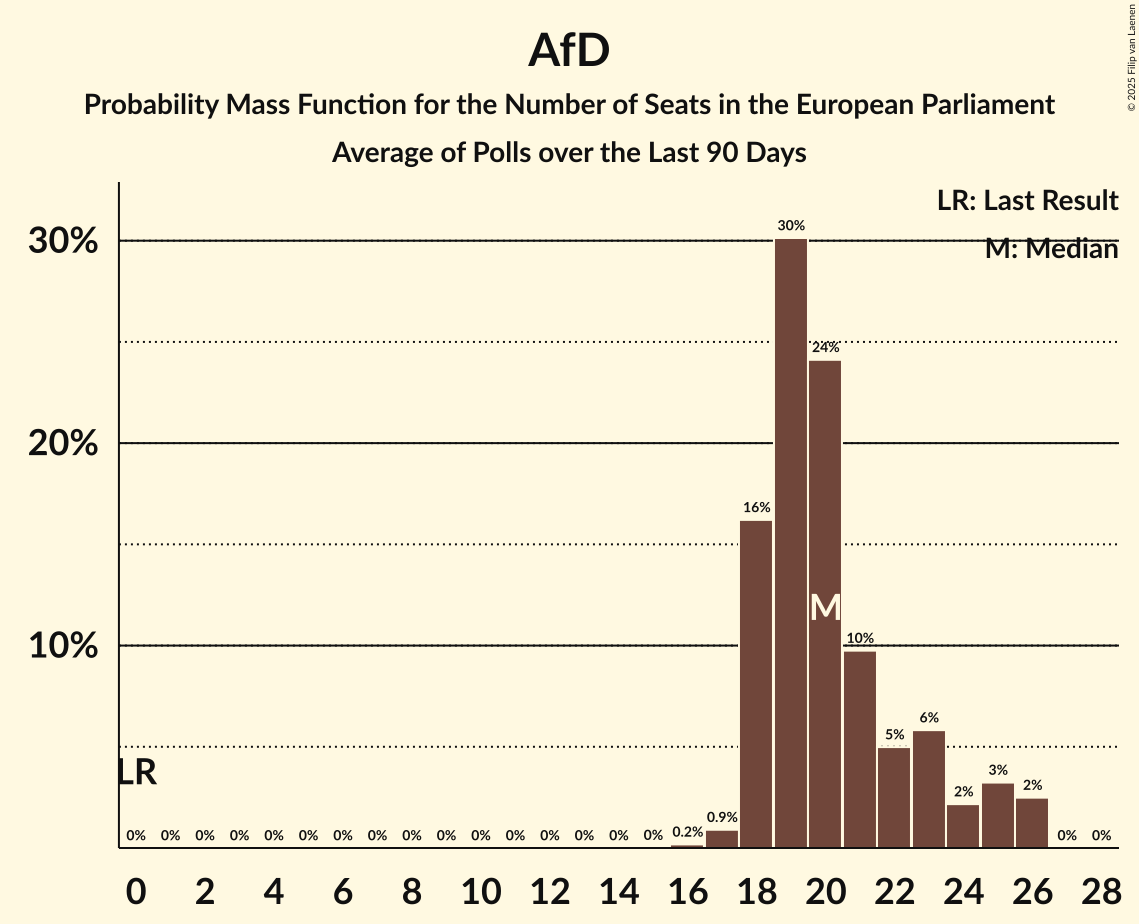 AfD
Probability Mass Function for the Number of Seats in the European Parliament
Average of Polls over the Last 90 Days
© 2025 Filip van Laenen
LR: Last Result
M: Median
30%
20%
10%
LR
M
0% 0% 0% 0% 0% 0% 0% 0% 0% 0% 0% 0% 0% 0% 0% 0% 0.2% 0.9% 16% 30% 24% 10% 5% 6% 2% 3% 2% 0% 0%
0 2 4 6 8 10 12 14 16 18 20 22 24 26 28